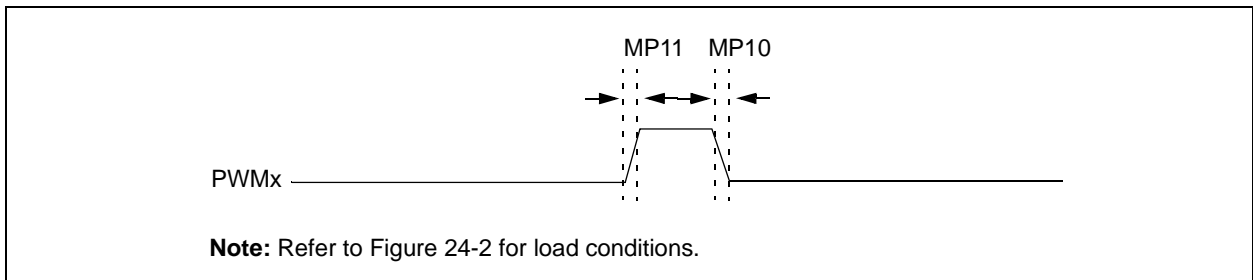 MP11 MP10
PWMx
Note: Refer to Figure 24-2 for load conditions.